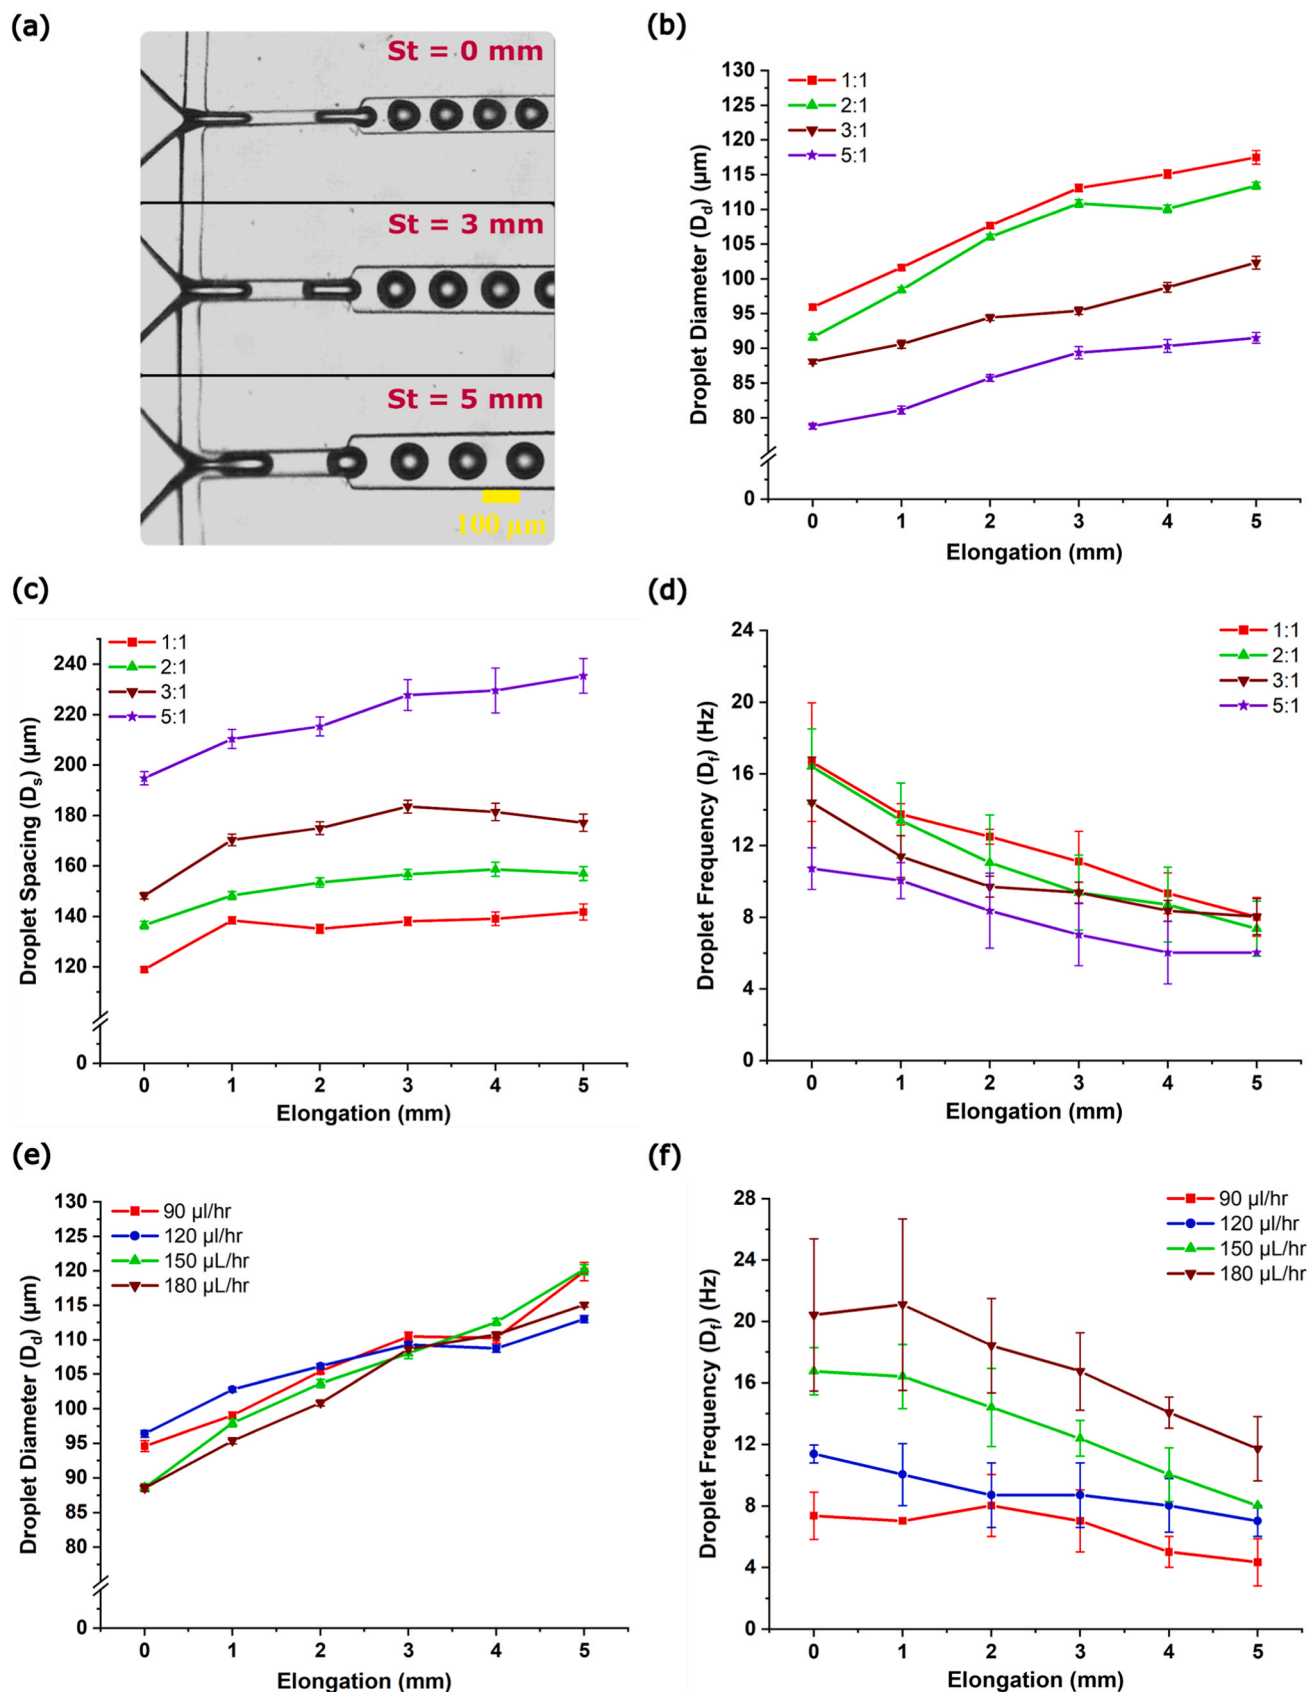 (a)
St = 0 mm
St = 3 mm
St = 5 mm
100 µm
(b)
1:1
2:1
3:1
5:1
Droplet Diameter (D_d) (µm)
130
125
120
115
110
105
100
95
90
85
80
0
0 1 2 3 4 5
Elongation (mm)
(c)
1:1
2:1
3:1
5:1
Droplet Spacing (D_s) (µm)
240
220
200
180
160
140
120
0
0 1 2 3 4 5
Elongation (mm)
(d)
1:1
2:1
3:1
5:1
Droplet Frequency (D_f) (Hz)
24
20
16
12
8
4
0
0 1 2 3 4 5
Elongation (mm)
(e)
90 µl/hr
120 µl/hr
150 µL/hr
180 µL/hr
Droplet Diameter (D_d) (µm)
130
125
120
115
110
105
100
95
90
85
80
0
0 1 2 3 4 5
Elongation (mm)
(f)
90 µl/hr
120 µl/hr
150 µL/hr
180 µL/hr
Droplet Frequency (D_f) (Hz)
28
24
20
16
12
8
4
0
0 1 2 3 4 5
Elongation (mm)